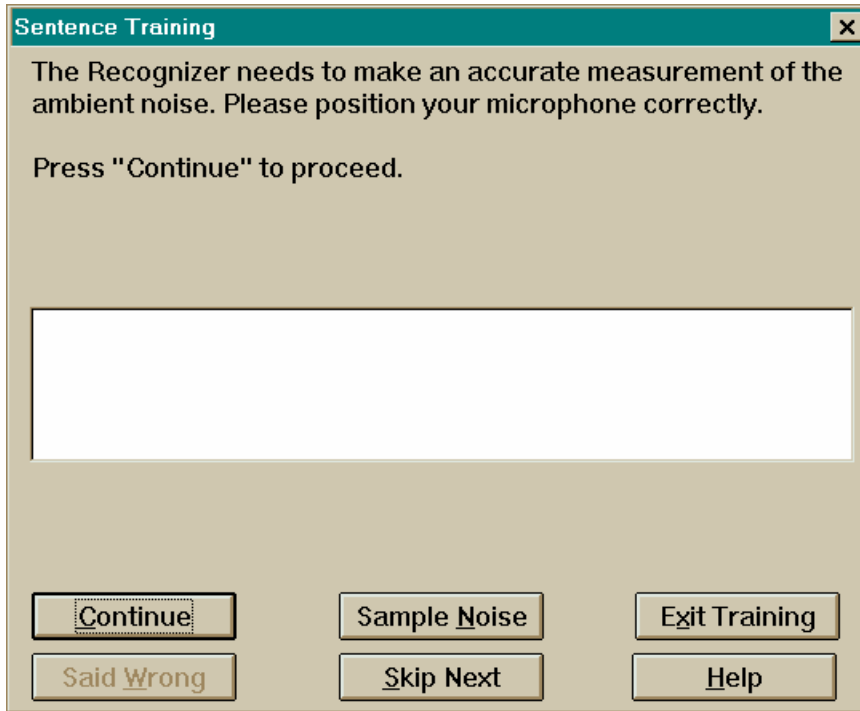 Sentence Training
The Recognizer needs to make an accurate measurement of the
ambient noise. Please position your microphone correctly.
Press "Continue" to proceed.
Continue
Sample Noise
Exit Training
Said Wrong
Skip Next
Help